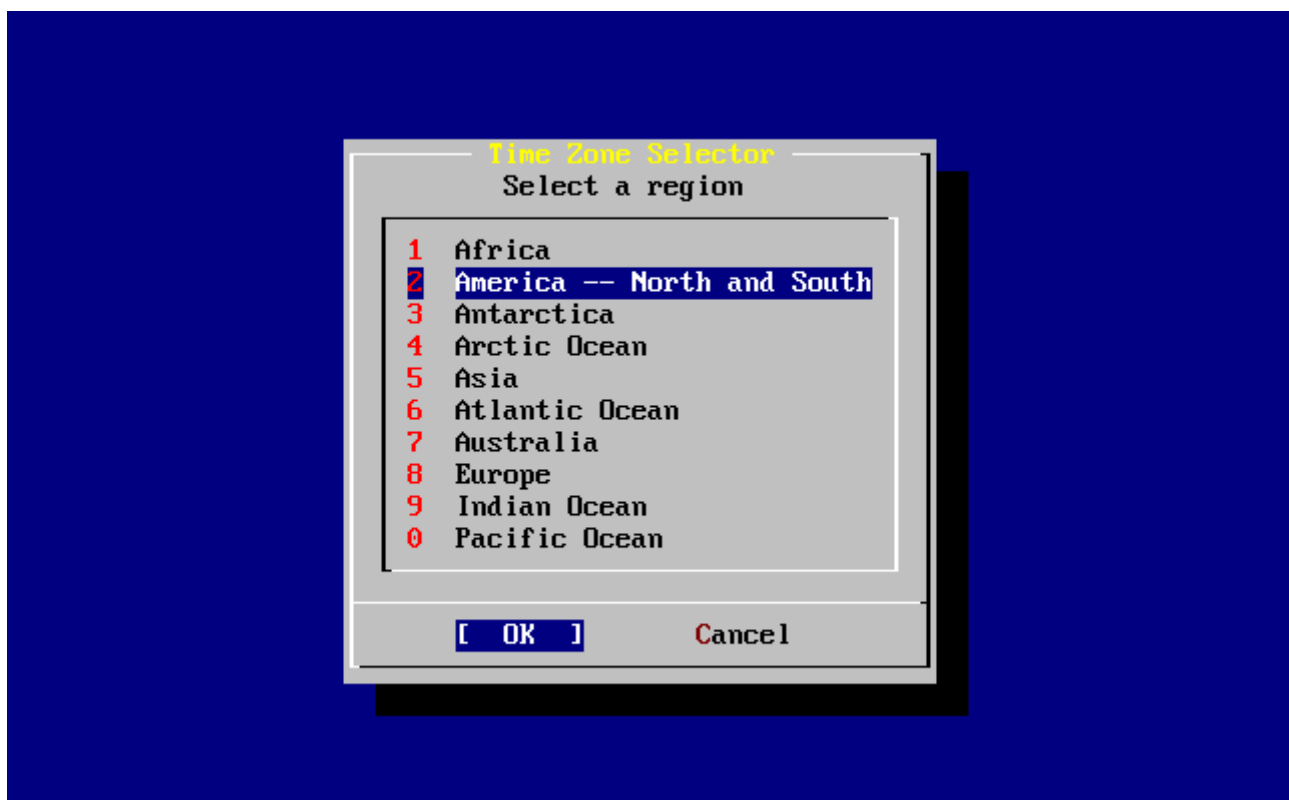 Time Zone Selector
Select a region
1 Africa
2 America -- North and South
3 Antarctica
4 Arctic Ocean
5 Asia
6 Atlantic Ocean
7 Australia
8 Europe
9 Indian Ocean
0 Pacific Ocean
[ OK ] Cancel